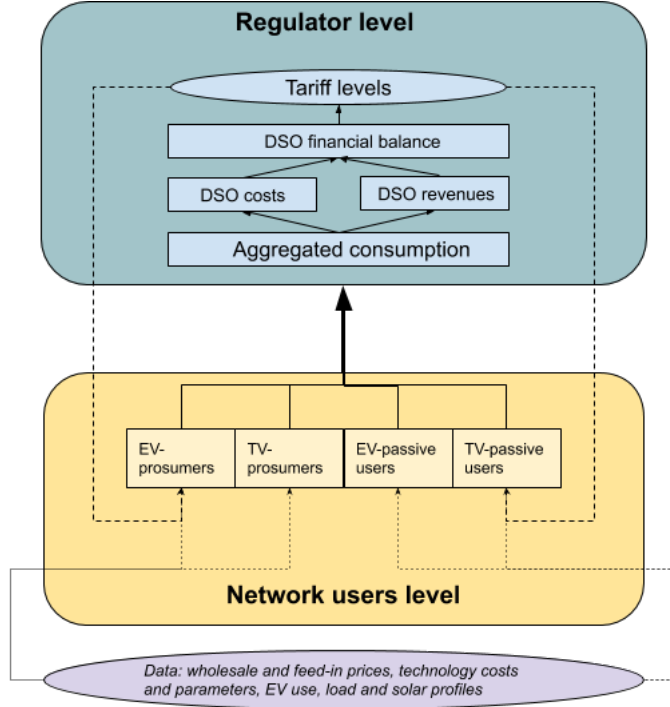 Regulator level
Tariff levels
DSO financial balance
DSO costs
DSO revenues
Aggregated consumption
EV-
prosumers
TV-
prosumers
EV-passive
users
TV-passive
users
Network users level
Data: wholesale and feed-in prices, technology costs
and parameters, EV use, load and solar profiles